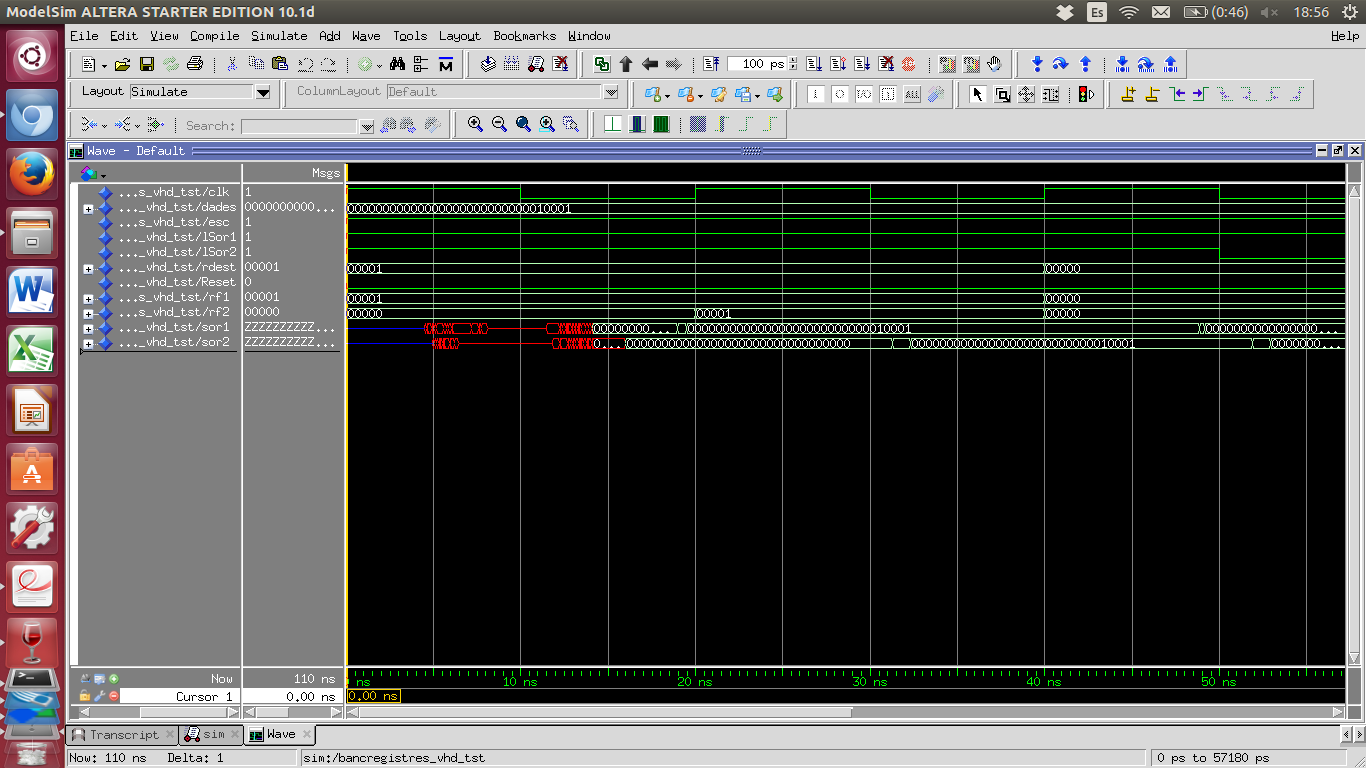 ModelSim ALTERA STARTER EDITION 10.1d Es (0:46) 18:56
File Edit View Compile Simulate Add Wave Tools Layout Bookmarks Window Help
100 ps
Layout Simulate ColumnLayout Default ALL
Search:
Wave - Default
Msgs
...s_vhd_tst/clk 1
..._vhd_tst/dades 0000000000... 00000000000000000000000000010001
...s_vhd_tst/esc 1
..._vhd_tst/lSor1 1
..._vhd_tst/lSor2 1
..._vhd_tst/rdest 00001 00001 00000
..._vhd_tst/Reset 0
...s_vhd_tst/rf1 00001 00001 00000
...s_vhd_tst/rf2 00000 00000 00001 00000
..._vhd_tst/sor1 ZZZZZZZZZZ... 00000000... 00000000000000000000000000010001 0000000000000000...
..._vhd_tst/sor2 ZZZZZZZZZZ... 0... 00000000000000000000000000000000 00000000000000000000000000010001 0000000...
Now 110 ns ns 10 ns 20 ns 30 ns 40 ns 50 ns
Cursor 1 0.00 ns 0.00 ns
Transcript sim Wave
Now: 110 ns Delta: 1 sim:/bancregistres_vhd_tst 0 ps to 57180 ps